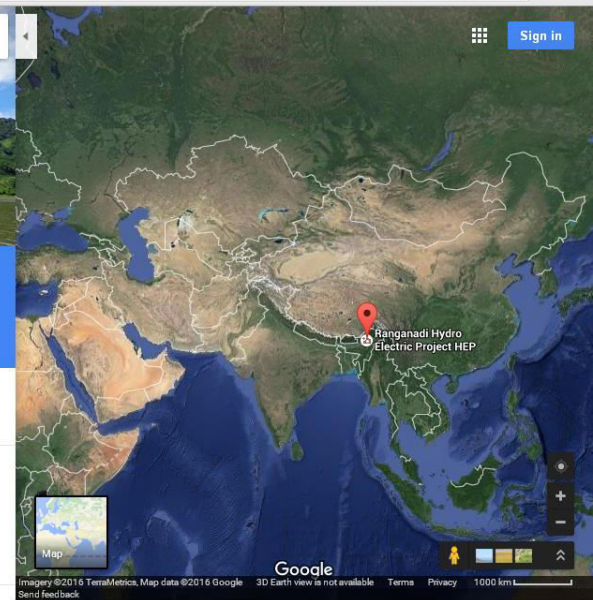 Sign in
Ranganadi Hydro
Electric Project HEP
Map
Google
Imagery ©2016 TerraMetrics, Map data ©2016 Google 3D Earth view is not available Terms Privacy 1000 km
Send feedback